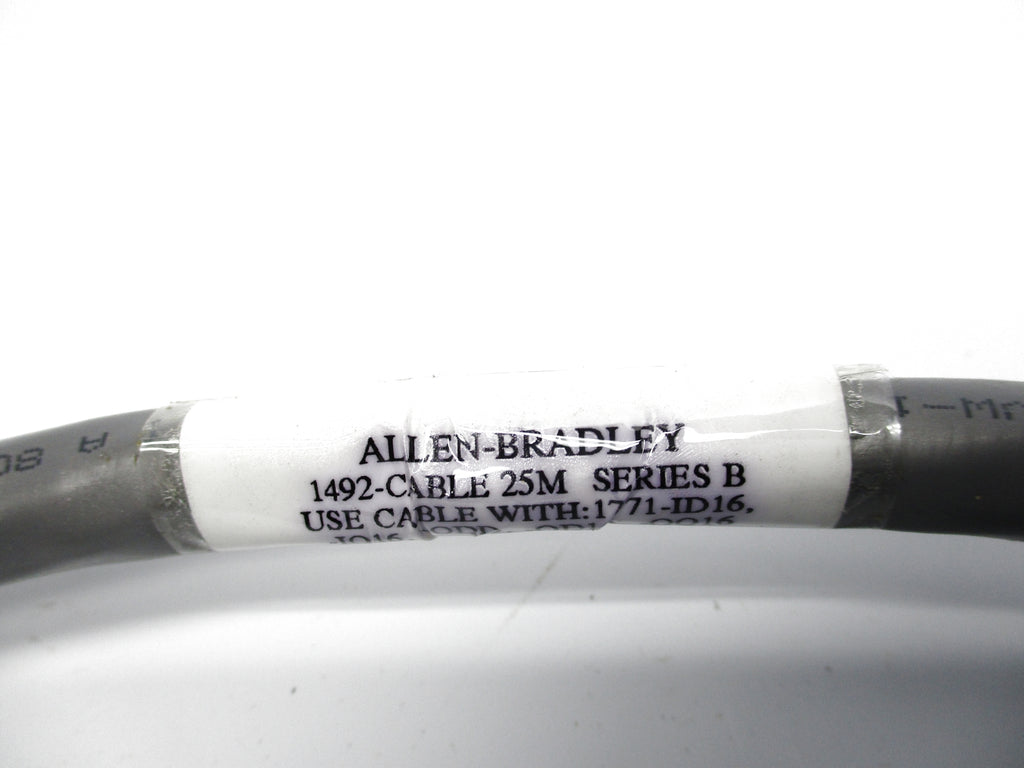 ALLEN-BRADLEY
1492-CABLE 25M SERIES B
USE CABLE WITH:1771-ID16,